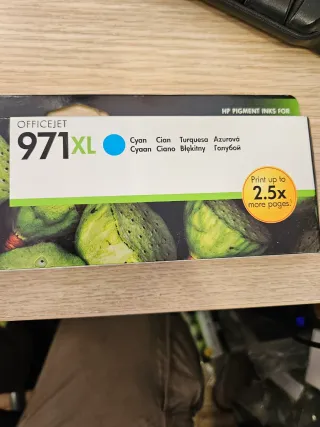 HP PIGMENT INKS FOR
OFFICEJET
971XL
Cyan Cion Turquesa Azurová
Cyaan Ciano Błękitny Голубой
Print up to
2.5x
more pages